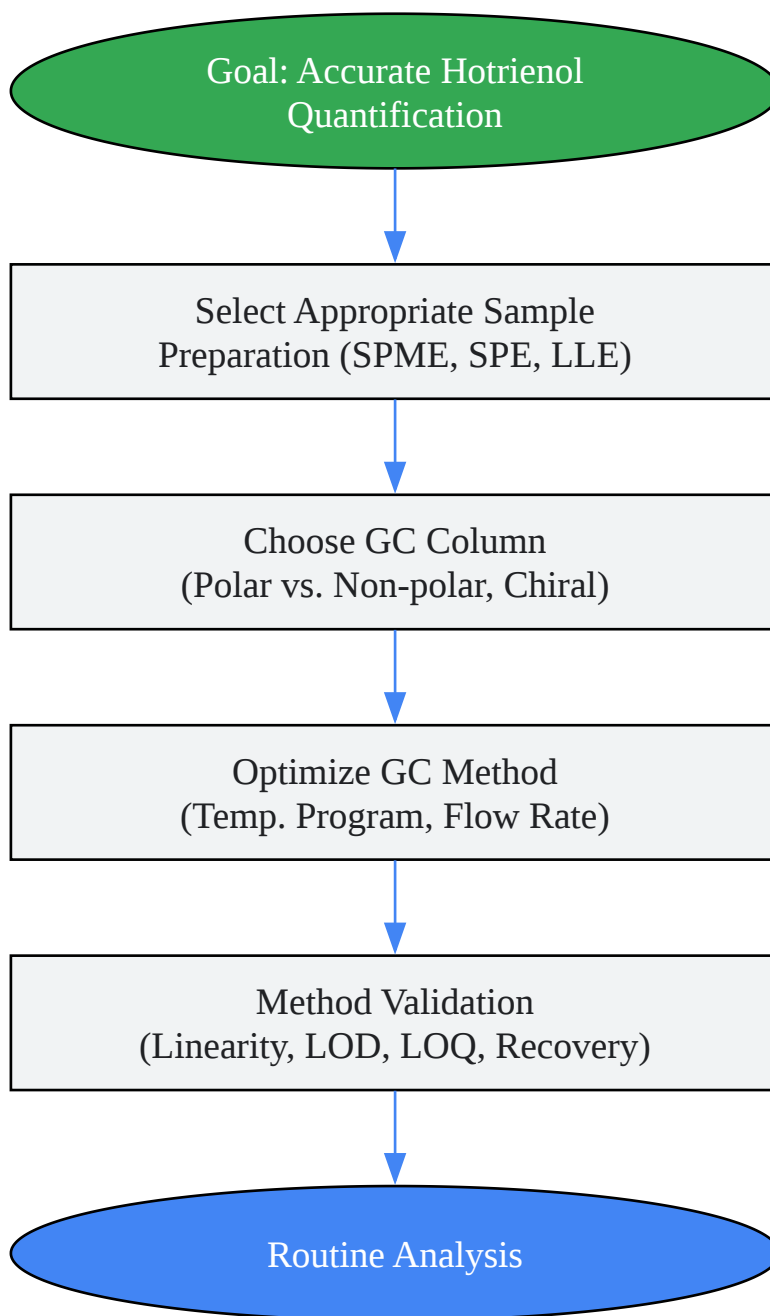 Goal: Accurate Hotrienol
Quantification
Select Appropriate Sample
Preparation (SPME, SPE, LLE)
Choose GC Column
(Polar vs. Non-polar, Chiral)
Optimize GC Method
(Temp. Program, Flow Rate)
Method Validation
(Linearity, LOD, LOQ, Recovery)
Routine Analysis